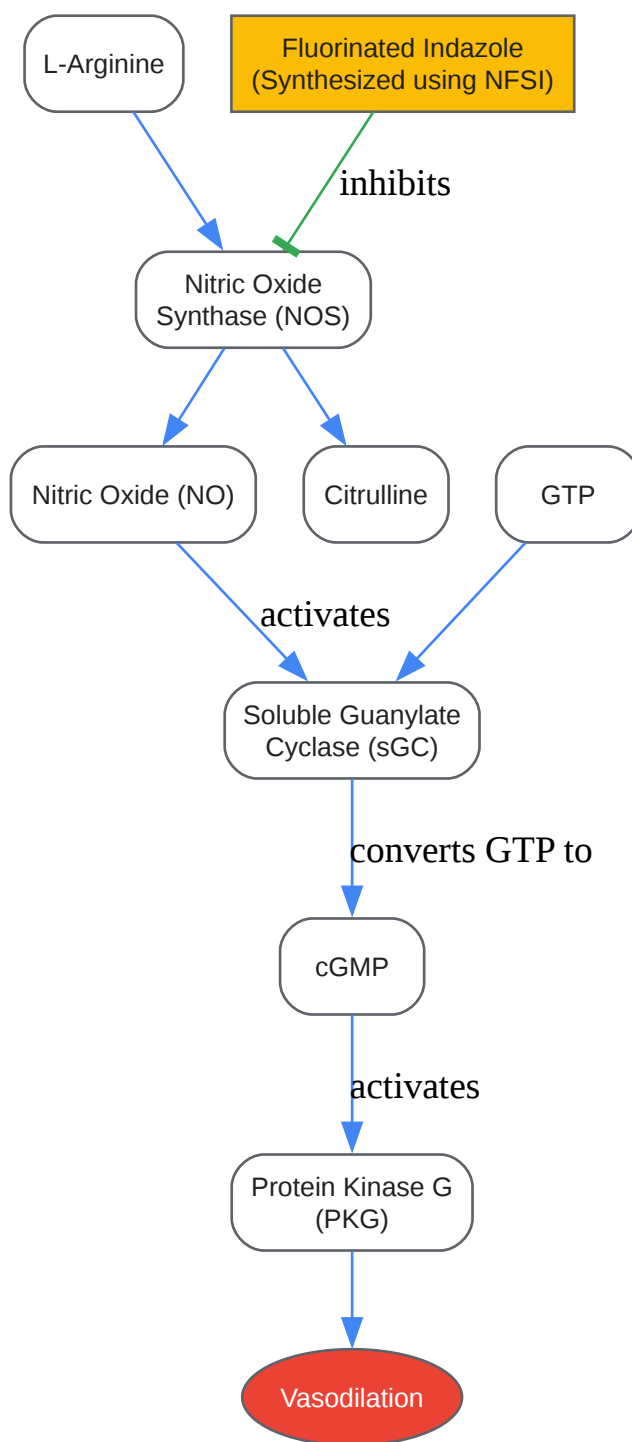 L-Arginine
Fluorinated Indazole
(Synthesized using NFSI)
inhibits
Nitric Oxide
Synthase (NOS)
Nitric Oxide (NO)
Citrulline
GTP
activates
Soluble Guanylate
Cyclase (sGC)
converts GTP to
cGMP
activates
Protein Kinase G
(PKG)
Vasodilation